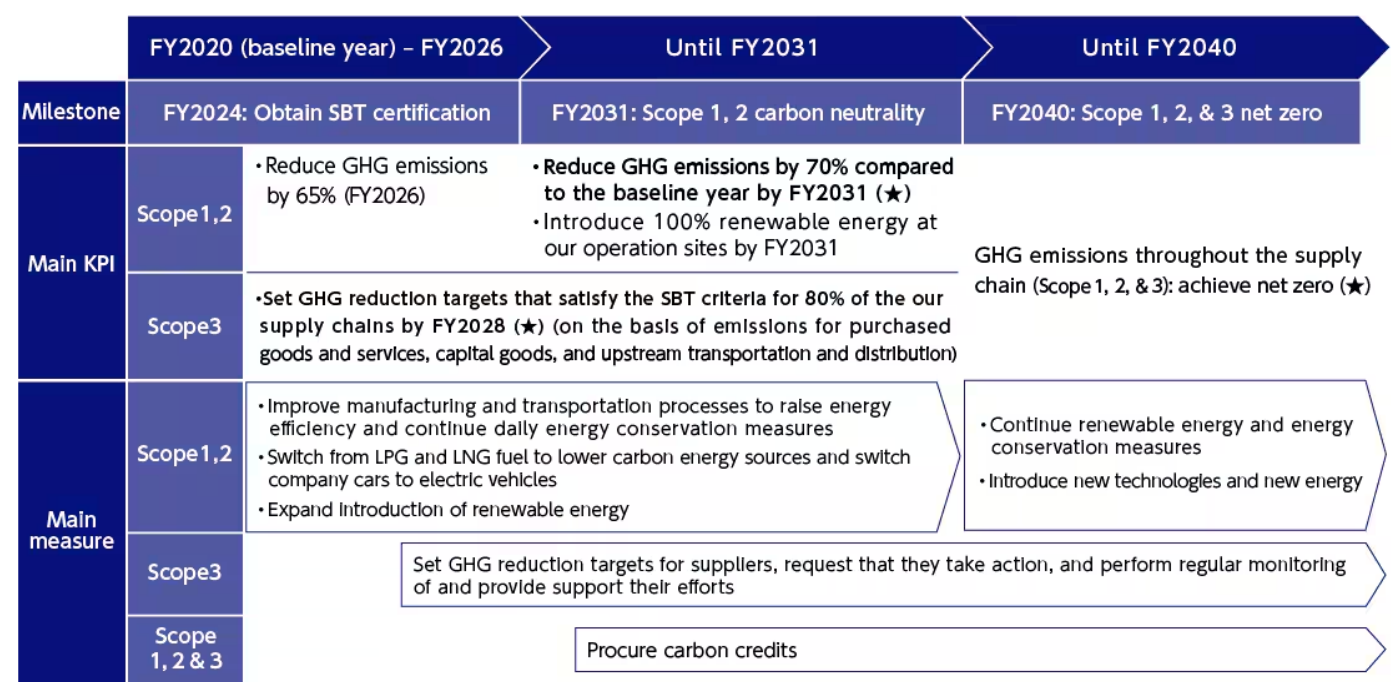 FY2020 (baseline year) – FY2026
Until FY2031
Until FY2040
Milestone
FY2024: Obtain SBT certification
FY2031: Scope 1, 2 carbon neutrality
FY2040: Scope 1, 2, & 3 net zero
Main KPI
Scope1,2
・Reduce GHG emissions
by 65% (FY2026)
・Reduce GHG emissions by 70% compared
to the baseline year by FY2031 (★)
・Introduce 100% renewable energy at
our operation sites by FY2031
GHG emissions throughout the supply
chain (Scope 1, 2, & 3): achieve net zero (★)
Scope3
・Set GHG reduction targets that satisfy the SBT criteria for 80% of the our
supply chains by FY2028 (★) (on the basis of emissions for purchased
goods and services, capital goods, and upstream transportation and distribution)
Main
measure
Scope1,2
・Improve manufacturing and transportation processes to raise energy
efficiency and continue daily energy conservation measures
・Switch from LPG and LNG fuel to lower carbon energy sources and switch
company cars to electric vehicles
・Expand introduction of renewable energy
・Continue renewable energy and energy
conservation measures
・Introduce new technologies and new energy
Scope3
Set GHG reduction targets for suppliers, request that they take action, and perform regular monitoring
of and provide support their efforts
Scope
1, 2 & 3
Procure carbon credits